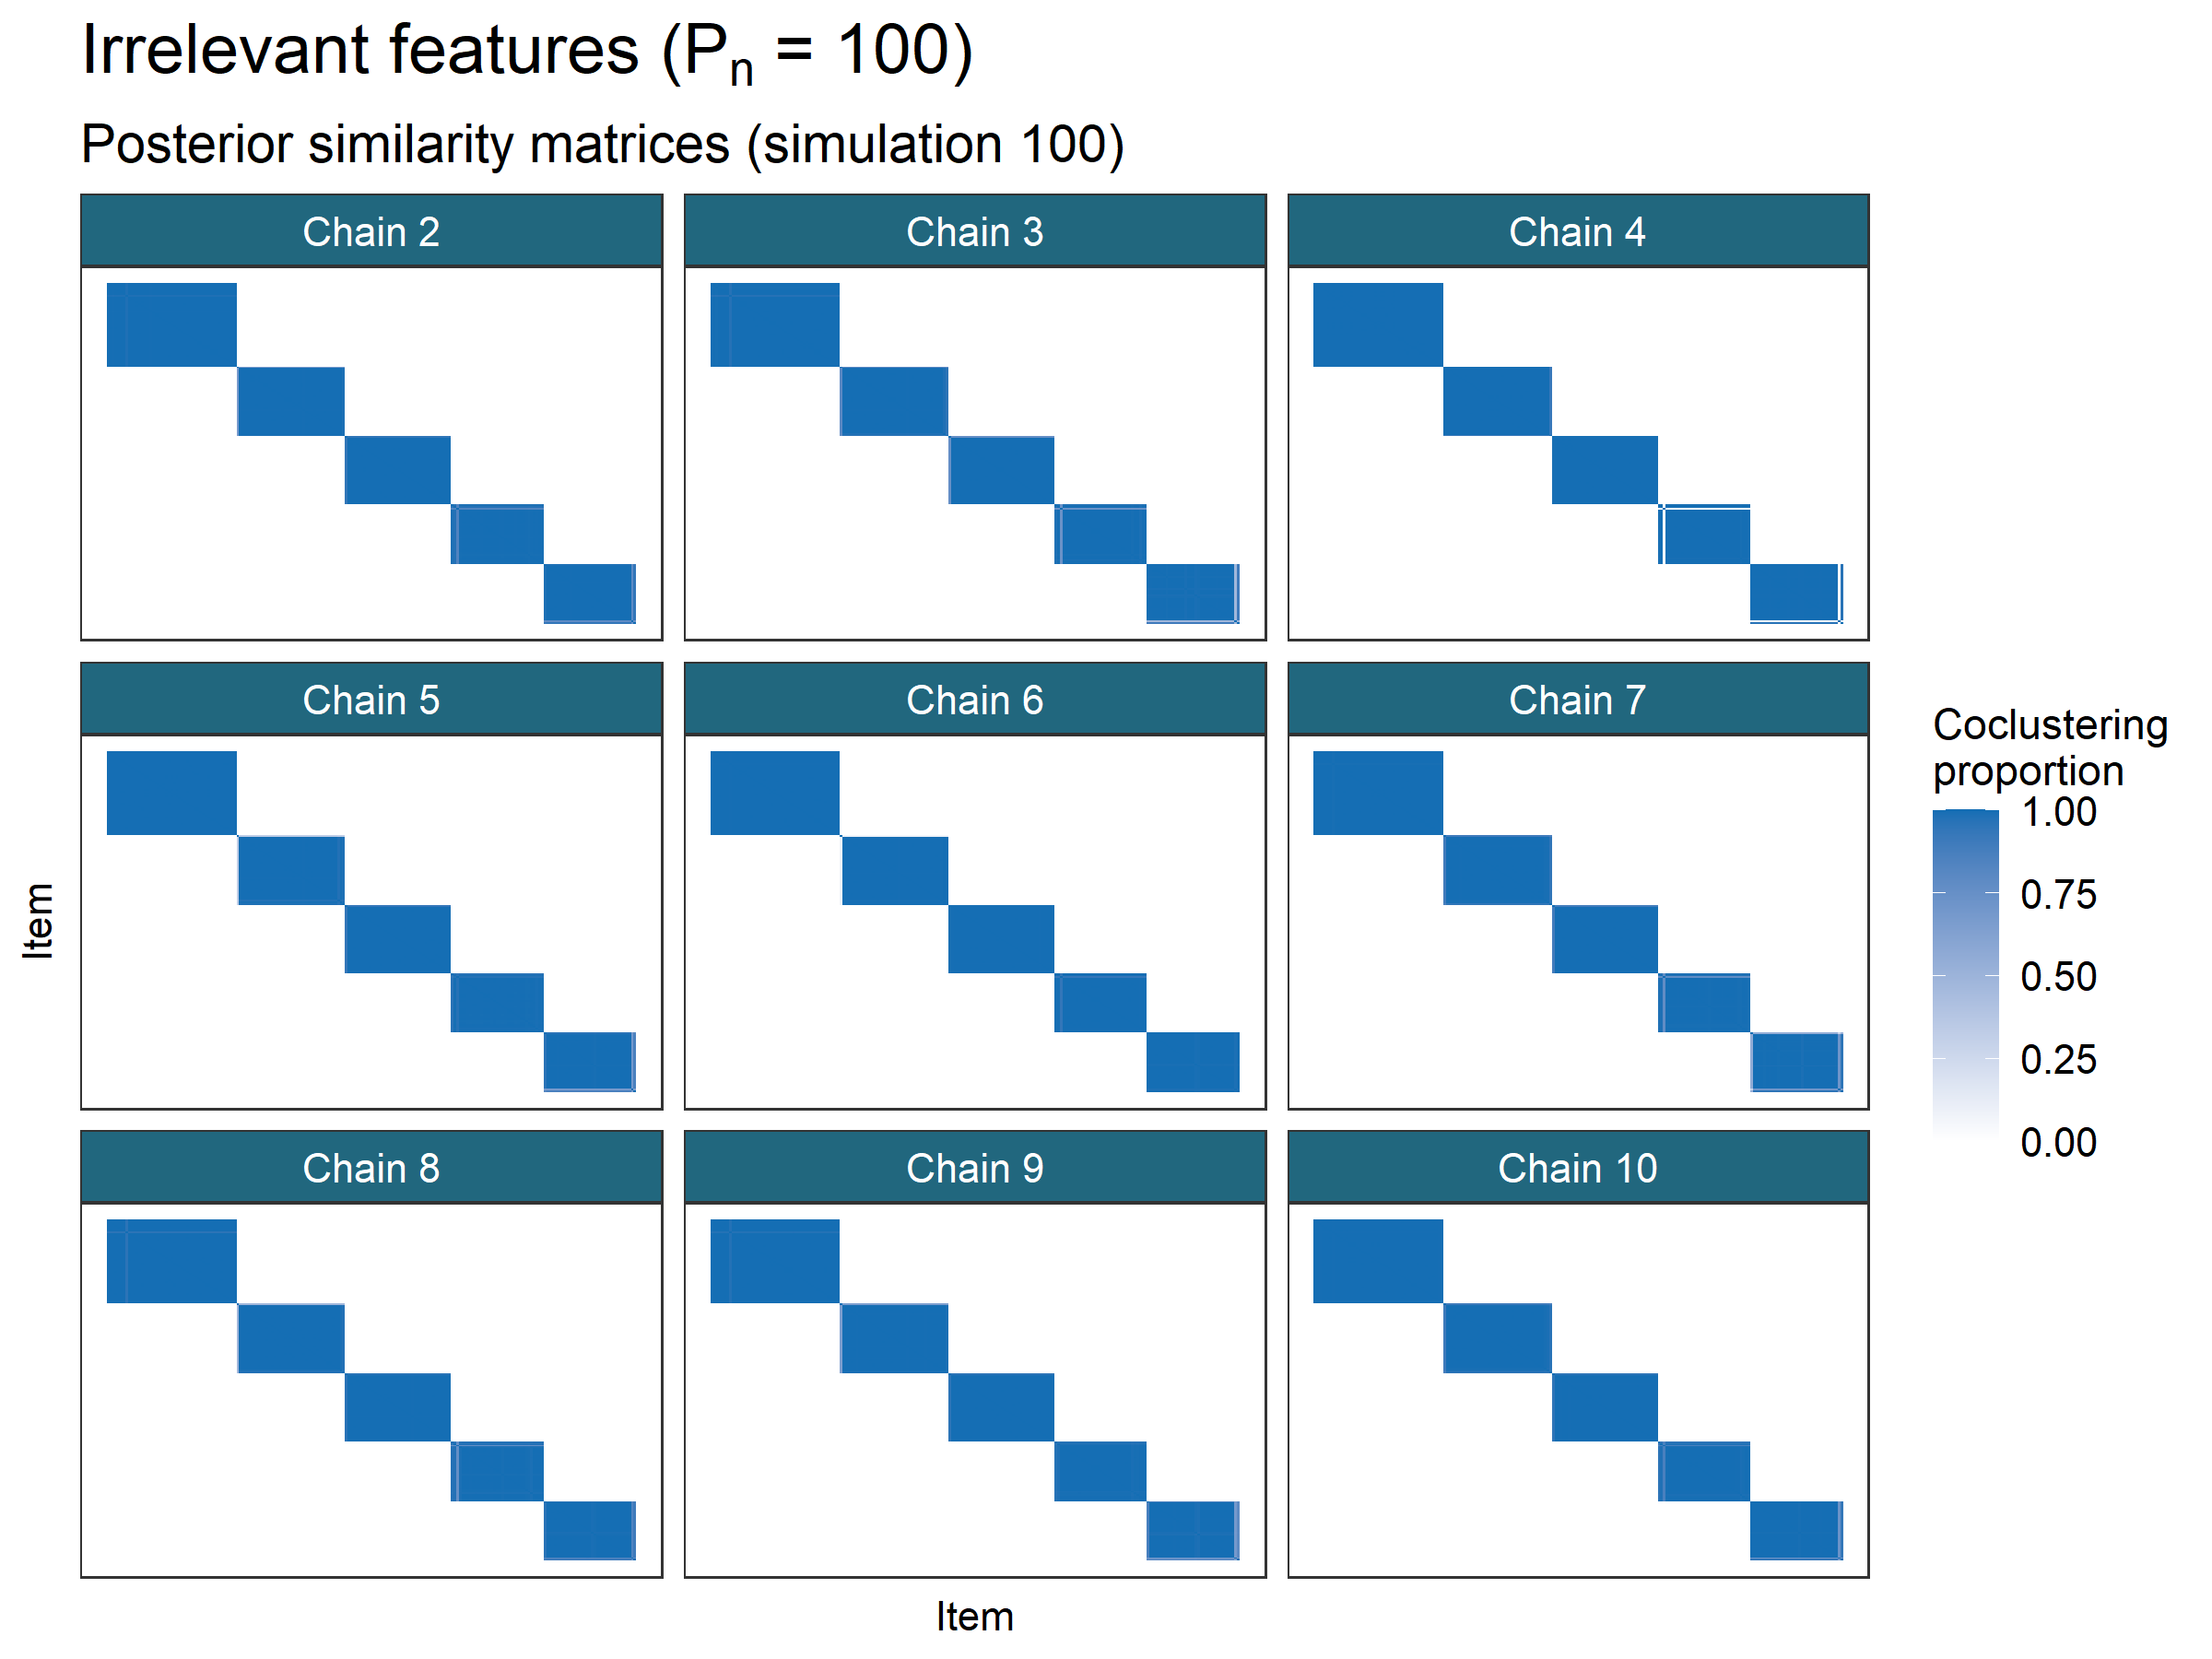 Irrelevant features (Pn = 100)
Posterior similarity matrices (simulation 100)
Chain 2
Chain 3
Chain 4
Chain 5
Chain 6
Chain 7
Chain 8
Chain 9
Chain 10
Item
Item
Coclustering
proportion
1.00
0.75
0.50
0.25
0.00